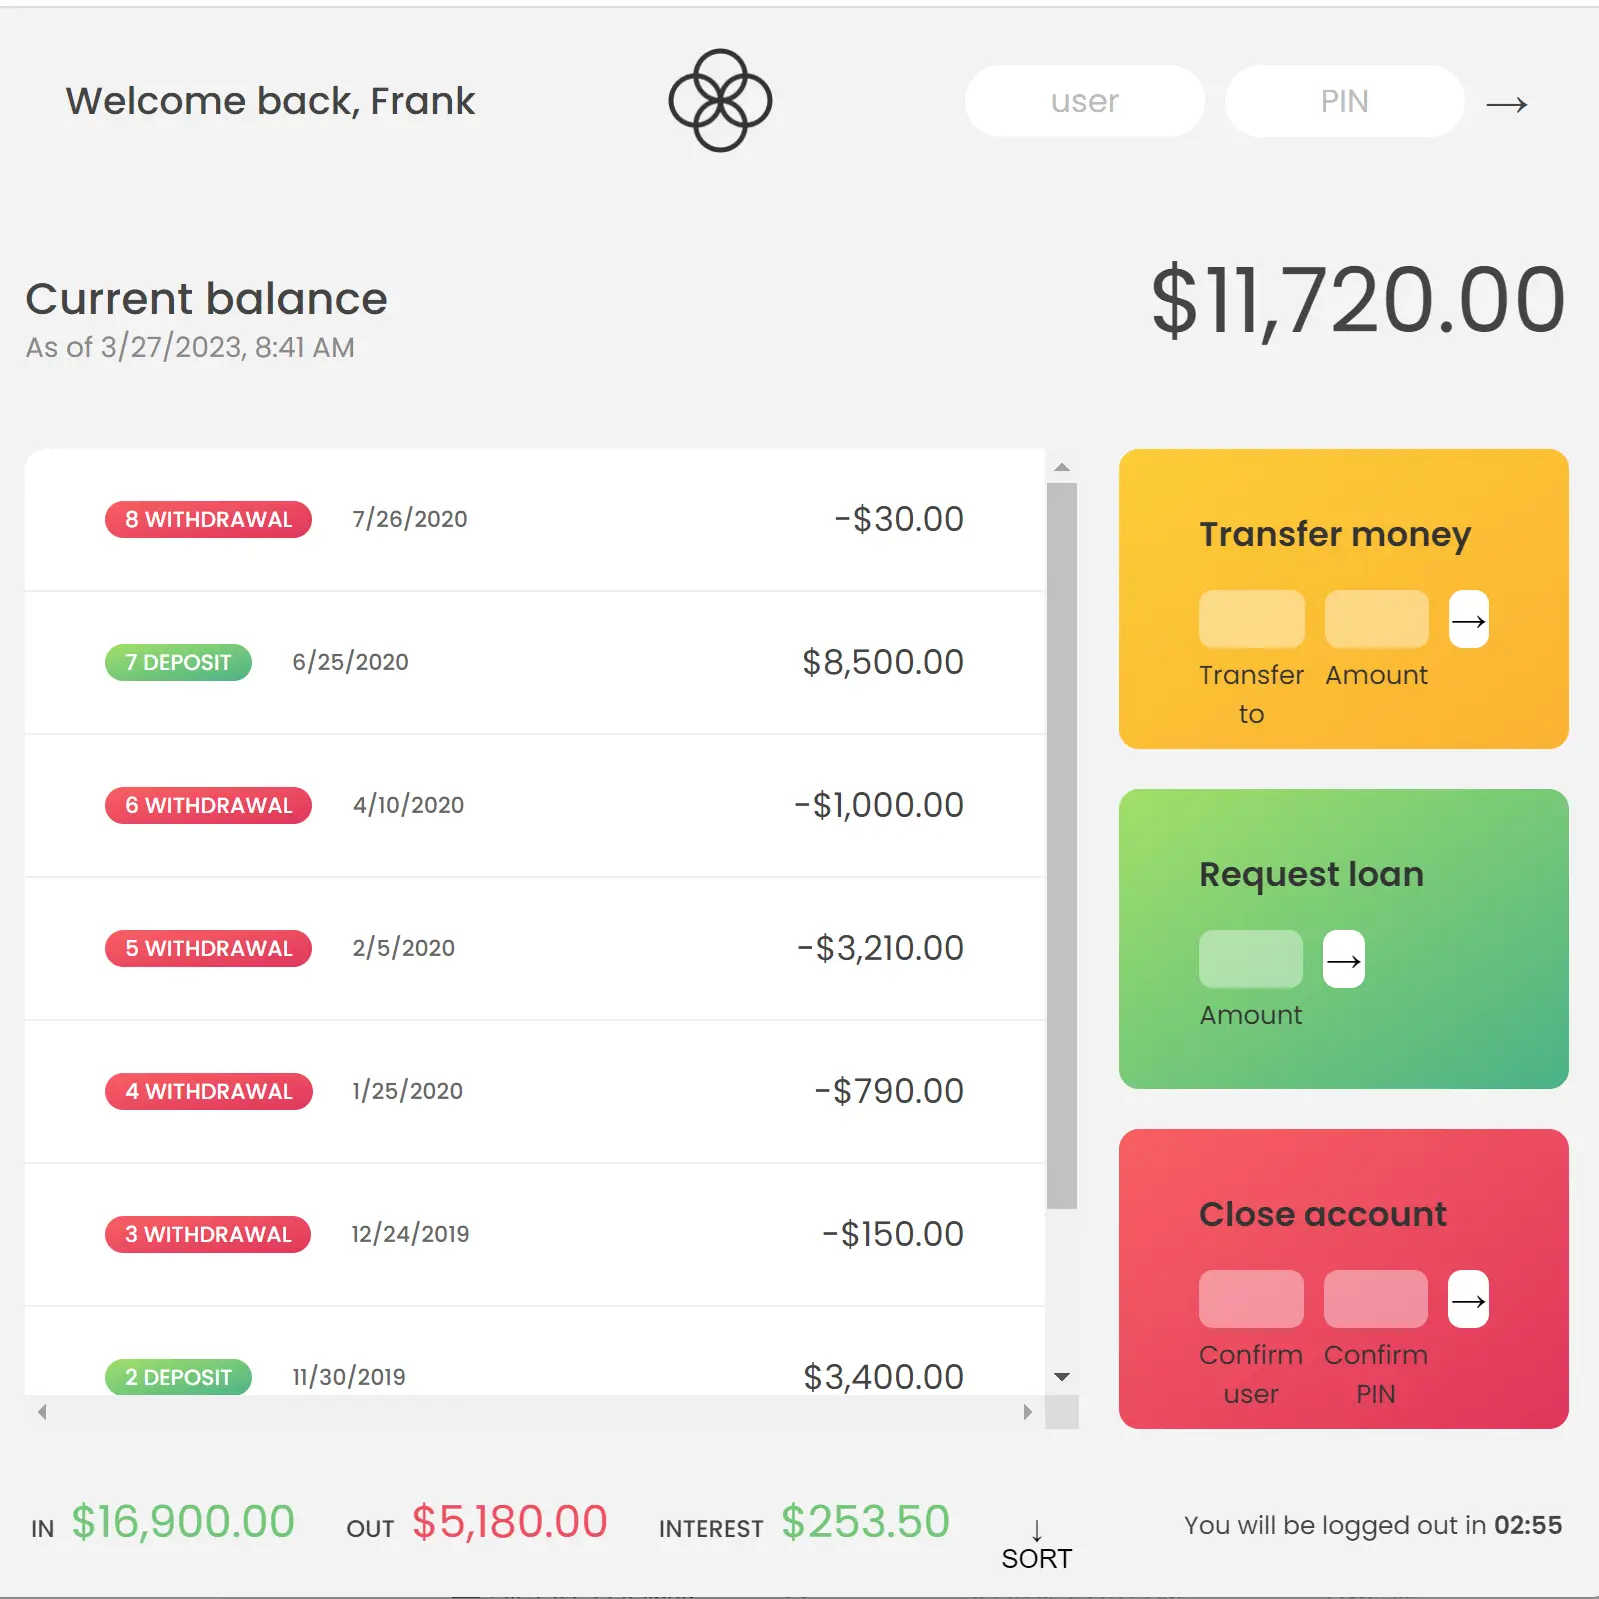 Welcome back, Frank
user
PIN
→
Current balance
As of 3/27/2023, 8:41 AM
$11,720.00
8 WITHDRAWAL 7/26/2020 -$30.00
7 DEPOSIT 6/25/2020 $8,500.00
6 WITHDRAWAL 4/10/2020 -$1,000.00
5 WITHDRAWAL 2/5/2020 -$3,210.00
4 WITHDRAWAL 1/25/2020 -$790.00
3 WITHDRAWAL 12/24/2019 -$150.00
2 DEPOSIT 11/30/2019 $3,400.00
Transfer money
→
Transfer Amount
to
Request loan
→
Amount
Close account
→
Confirm Confirm
user PIN
IN $16,900.00 OUT $5,180.00 INTEREST $253.50
↓
SORT
You will be logged out in 02:55